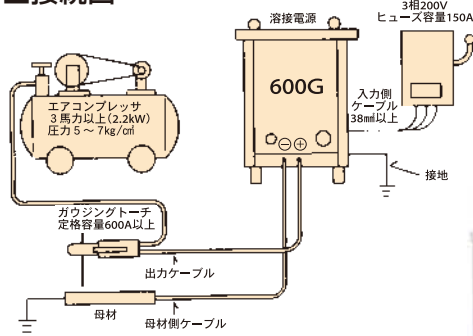 ■接続図
溶接電源
3相200V
ヒューズ容量150A
600G
⊖⊕
エアコンプレッサ
3馬力以上(2.2kW)
圧力5～7kg/㎠
入力側
ケーブル
38㎟以上
接地
ガウジングトーチ
定格容量600A以上
出力ケーブル
母材
母材側ケーブル